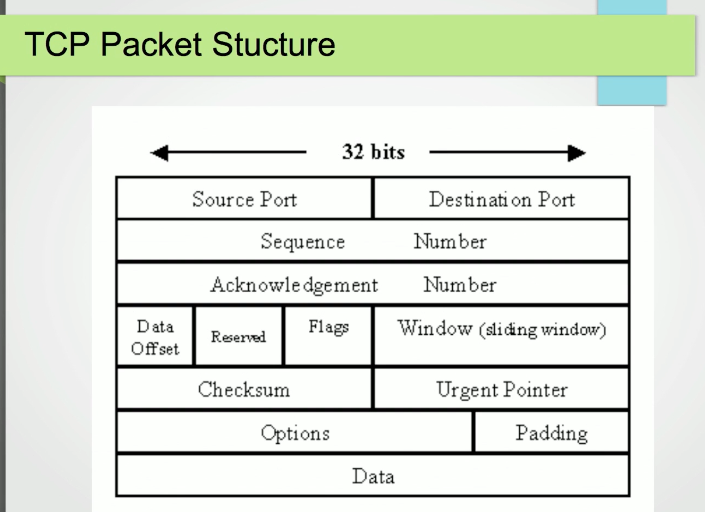 TCP Packet Stucture
32 bits
Source Port Destination Port
Sequence Number
Acknowledgement Number
Data Offset Reserved Flags Window (sliding window)
Checksum Urgent Pointer
Options Padding
Data